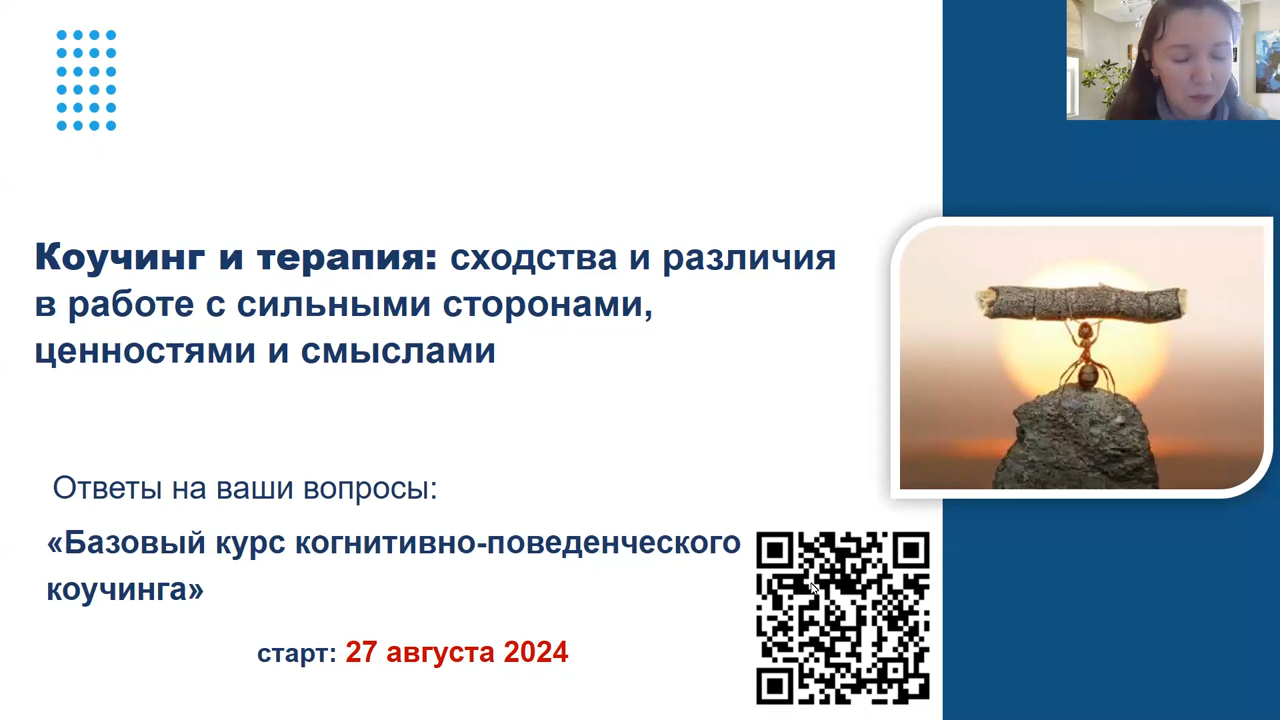 Коучинг и терапия: сходства и различия
в работе с сильными сторонами,
ценностями и смыслами
Ответы на ваши вопросы:
«Базовый курс когнитивно-поведенческого
коучинга»
старт: 27 августа 2024